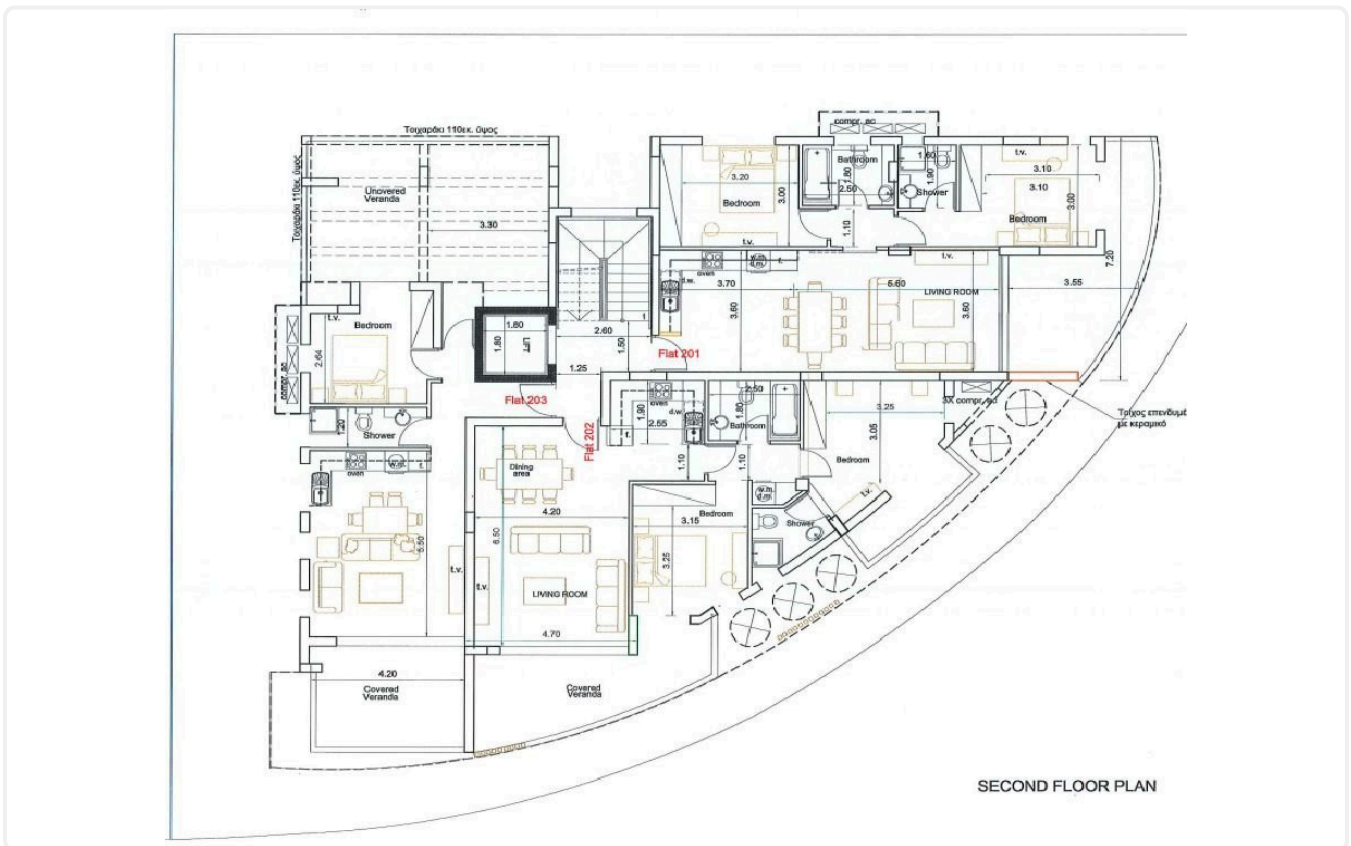 Τοιχαράκι 110εκ. ύψος
Τοιχαράκι 110εκ. ύψος
Uncovered
Veranda
3.30
compr. ac
t.v.
Bedroom
2.64
LIFT
1.80
1.80
2.60
1.50
1.25
Flat 201
Flat 203
Flat 202
compr. ac
3.20
3.00
Bedroom
t.v.
Bathroom
1.80
2.50
1.10
1.60
1.90
Shower
t.v.
3.10
3.10
3.00
Bedroom
7.20
oven
d.w.
w.m.
d.m.
f.
3.70
3.60
5.60
t.v.
LIVING ROOM
3.60
3.55
3X compr. ac
Τοίχος επενδυμέ
με κεραμικό
1.20
Shower
oven
w.m.
f.
5.50
t.v.
4.20
Covered
Veranda
Dining
area
4.20
6.50
t.v.
LIVING ROOM
4.70
Covered
Veranda
oven
d.w.
1.90
2.55
f.
1.10
2.50
1.80
Bathroom
1.10
w.m.
d.m.
Shower
3.25
3.05
Bedroom
t.v.
Bedroom
3.15
3.25
SECOND FLOOR PLAN